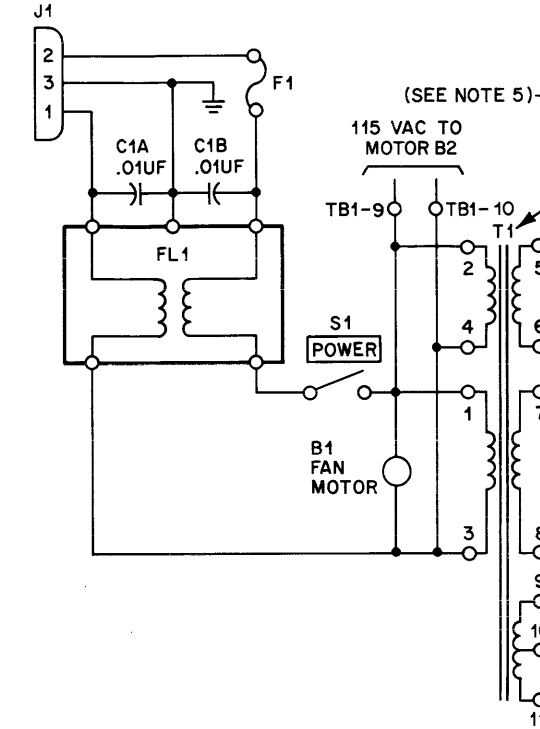 J1
2
3
1
F1
(SEE NOTE 5)-
115 VAC TO
MOTOR B2
C1A
.01UF
C1B
.01UF
TB1-9
TB1-10
T1
FL1
2
5
4
6
S1
POWER
1
7
B1
FAN
MOTOR
3
8
9
10
11